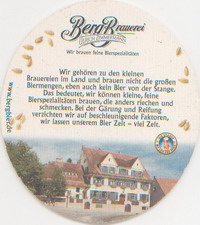 Berg Brauerei
ULRICH ZIMMERMANN
Wir brauen feine Bierspezialitäten
Wir gehören zu den kleinen
Brauereien im Land und brauen nicht die großen
Biermengen, eben auch kein Bier von der Stange.
Das bedeutet, wir können kleine, feine
Bierspezialitäten brauen, die anders riechen und
schmecken. Bei der Gärung und Reifung
verzichten wir auf beschleunigende Faktoren,
wir lassen unserem Bier Zeit – viel Zeit.
www.bergbier.de